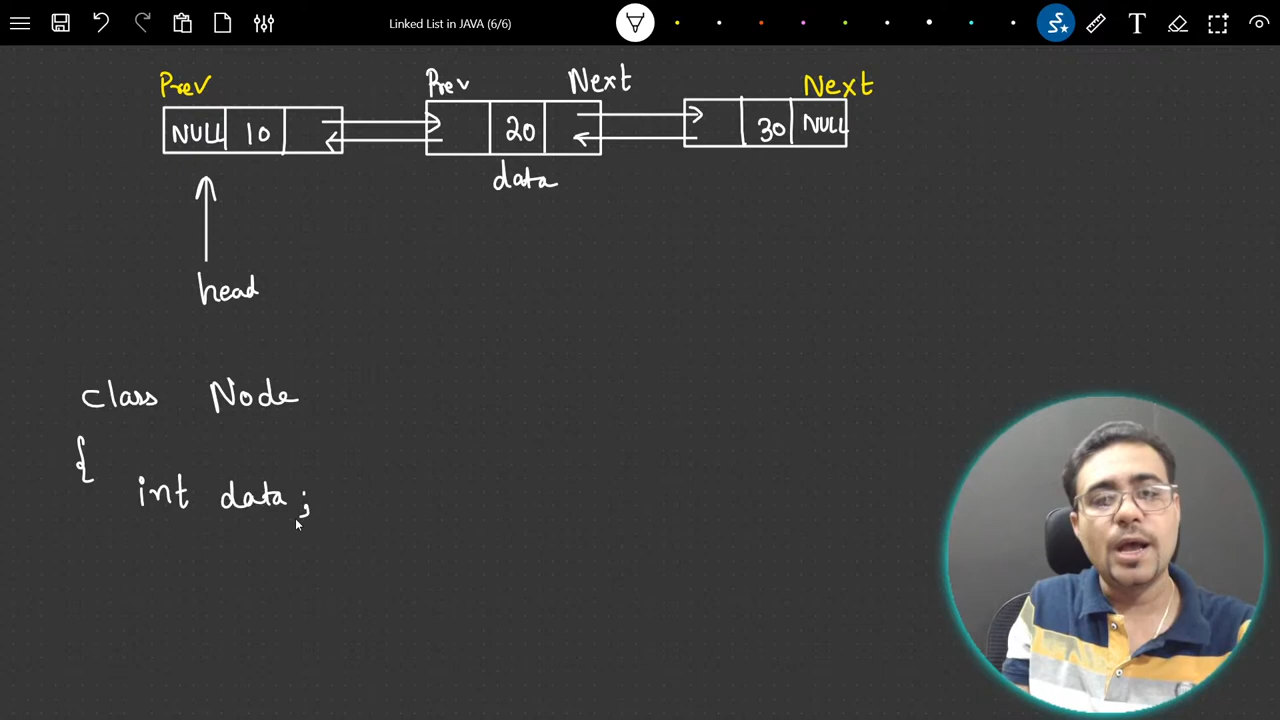 Linked List in JAVA (6/6)
T
Prev Prev Next Next
NULL 10 20 30 NULL
data
head
class Node
{
int data;